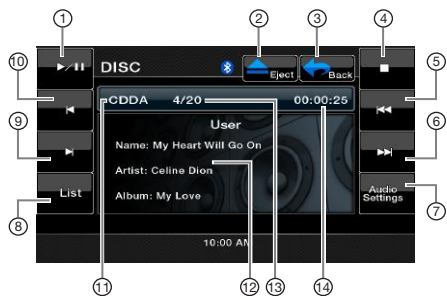 ① ② ③ ④
DISC Eject Back
⑩ ⑤
CDDA 4/20 00:00:25
User
Name: My Heart Will Go On
⑨ ⑥
Artist: Celine Dion
List Album: My Love Audio Settings
⑧ ⑦
10:00 AM
⑪ ⑫ ⑬ ⑭